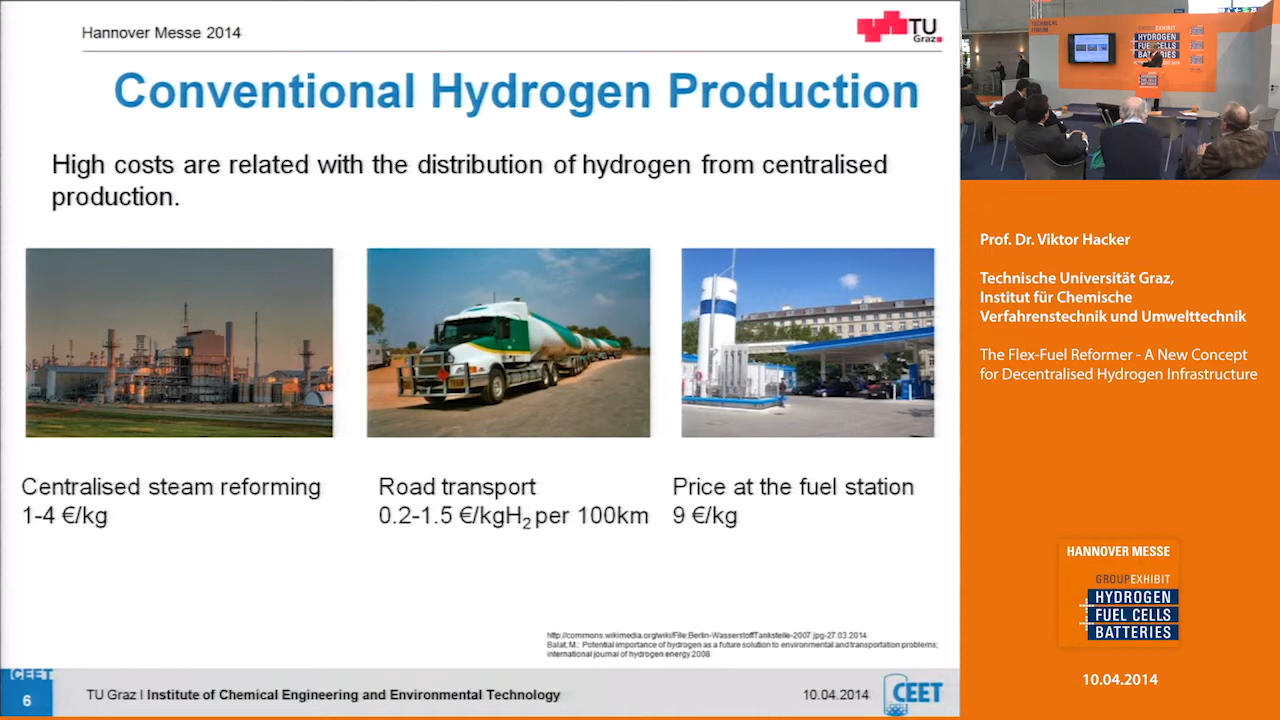 Hannover Messe 2014
TU
Graz
Conventional Hydrogen Production
High costs are related with the distribution of hydrogen from centralised
production.
Centralised steam reforming
1-4 €/kg
Road transport
0.2-1.5 €/kgH₂ per 100km
Price at the fuel station
9 €/kg
http://commons.wikimedia.org/wiki/File:Berlin-WasserstoffTankstelle-2007.jpg-27.03.2014
Balat, M.: Potential importance of hydrogen as a future solution to environmental and transportation problems;
international journal of hydrogen energy 2008.
CEET
6
TU Graz I Institute of Chemical Engineering and Environmental Technology
10.04.2014
CEET
TECHNICAL
FORUM
GROUPEXHIBIT
HYDROGEN
FUEL CELLS
Prof. Dr. Viktor Hacker
Technische Universität Graz,
Institut für Chemische
Verfahrenstechnik und Umwelttechnik
The Flex-Fuel Reformer - A New Concept
for Decentralised Hydrogen Infrastructure
HANNOVER MESSE
GROUPEXHIBIT
HYDROGEN
FUEL CELLS
BATTERIES
10.04.2014